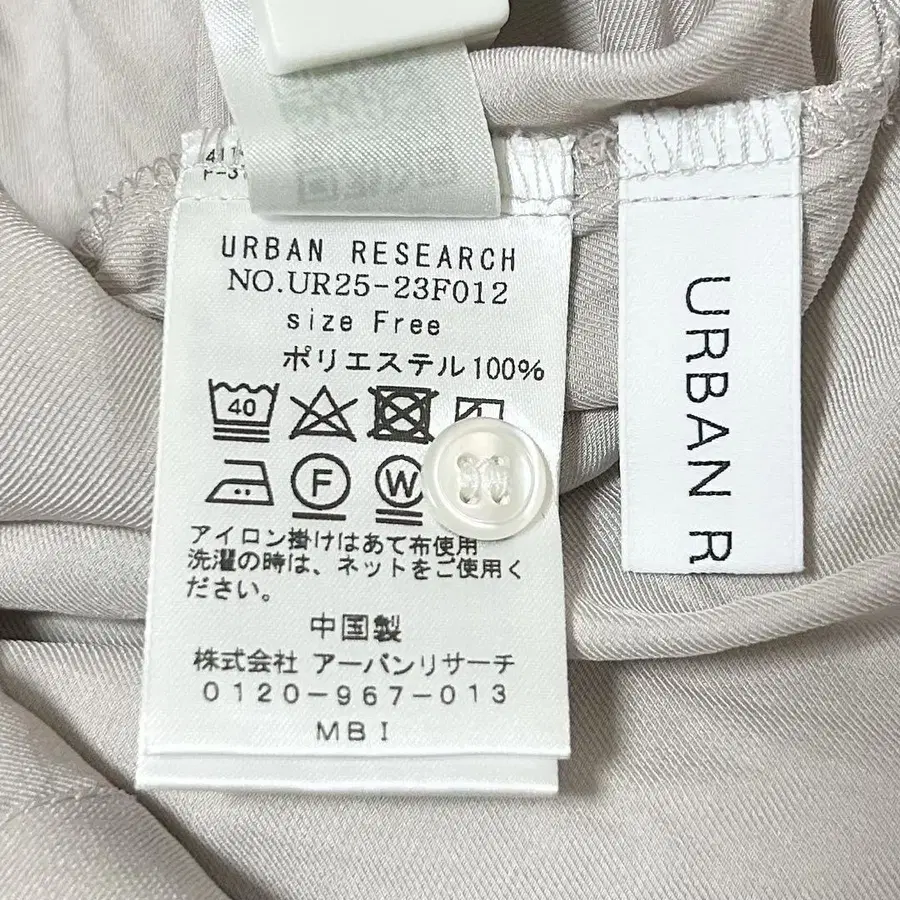 URBAN RESEARCH
NO.UR25-23F012
size Free
ポリエステル100%
40
F
W
アイロン掛けはあて布使用
洗濯の時は、ネットをご使用く
ださい。
中国製
株式会社 アーバンリサーチ
0120-967-013
MBI
URBAN R